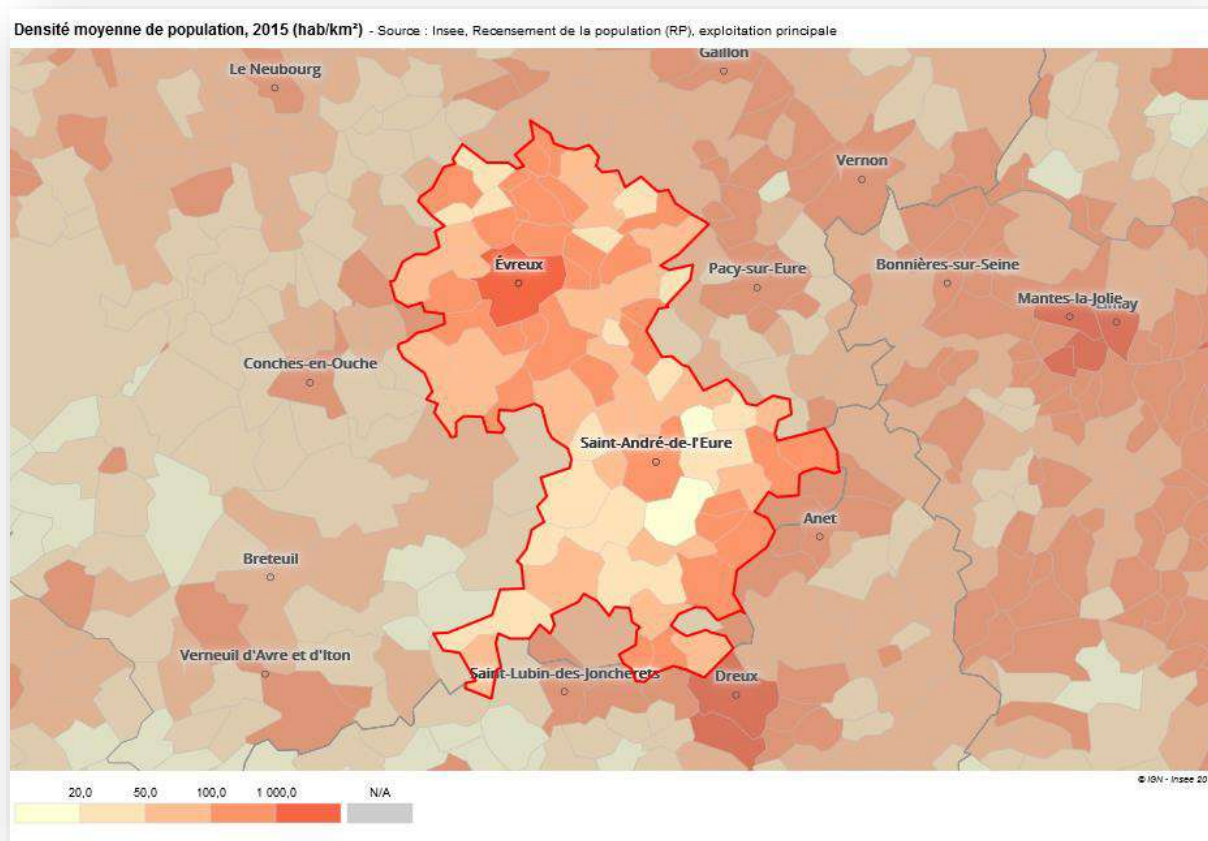 Densité moyenne de population, 2015 (hab/km²) - Source : Insee, Recensement de la population (RP), exploitation principale
Gaillon
Le Neubourg
Vernon
Évreux
Pacy-sur-Eure
Bonnières-sur-Seine
Mantes-la-Jolie
Conches-en-Ouche
Saint-André-de-l'Eure
Anet
Breteuil
Verneuil d'Avre et d'Iton
Saint-Lubin-des-Joncherets
Dreux
© IGN - Insee 20
20,0 50,0 100,0 1 000,0 N/A